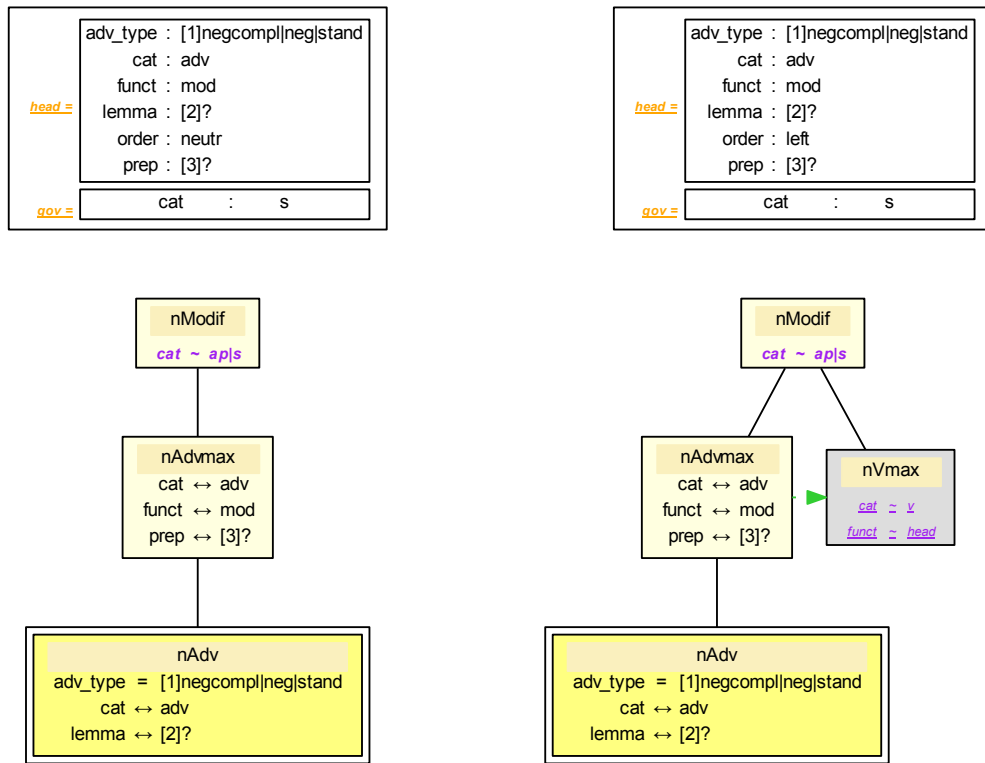 adv_type : [1]negcompl|neg|stand
cat : adv
funct : mod
head =
lemma : [2]?
order : neutr
prep : [3]?
gov =
cat : s
adv_type : [1]negcompl|neg|stand
cat : adv
funct : mod
head =
lemma : [2]?
order : left
prep : [3]?
gov =
cat : s
nModif
cat ~ ap|s
nAdvmax
cat ↔ adv
funct ↔ mod
prep ↔ [3]?
nAdv
adv_type = [1]negcompl|neg|stand
cat ↔ adv
lemma ↔ [2]?
nModif
cat ~ ap|s
nAdvmax
cat ↔ adv
funct ↔ mod
prep ↔ [3]?
nVmax
cat ~ v
funct ~ head
nAdv
adv_type = [1]negcompl|neg|stand
cat ↔ adv
lemma ↔ [2]?